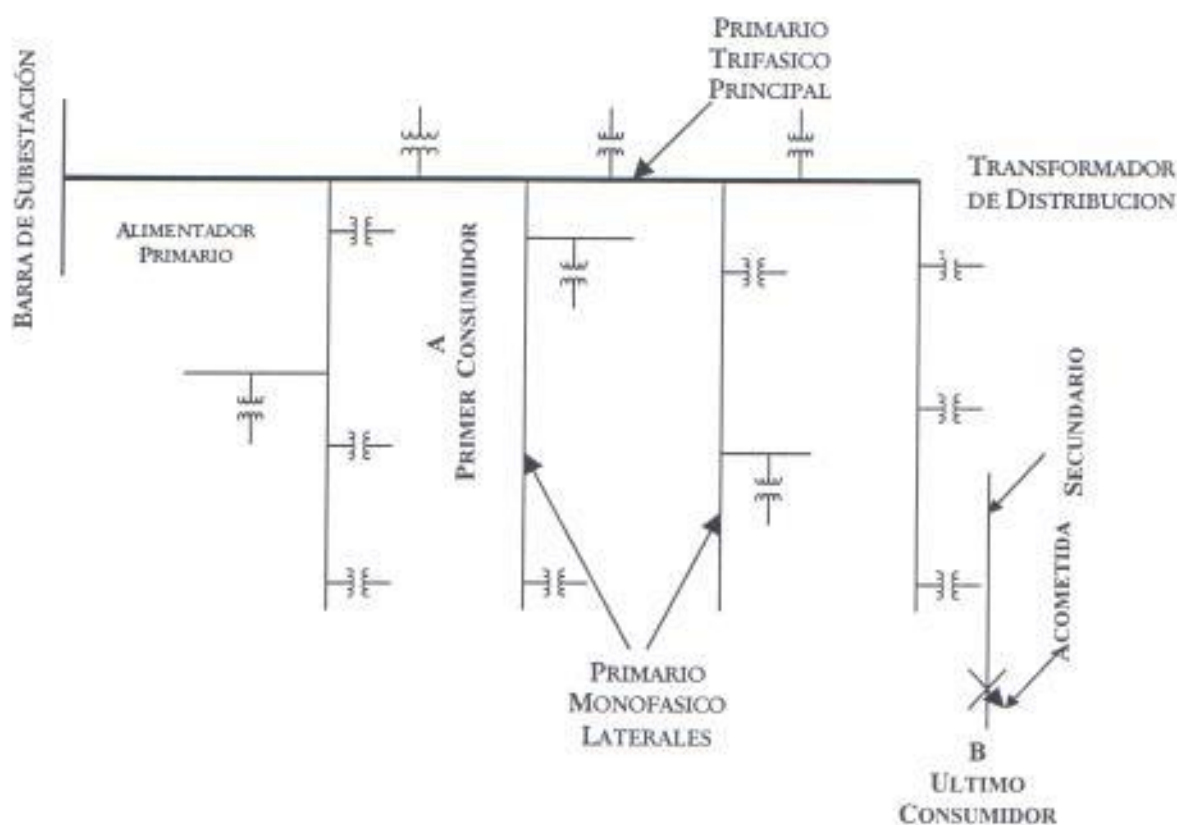 PRIMARIO
TRIFASICO
PRINCIPAL
BARRA DE SUBESTACIÓN
TRANSFORMADOR
DE DISTRIBUCION
ALIMENTADOR
PRIMARIO
A
PRIMER CONSUMIDOR
SECUNDARIO
ACOMETIDA
PRIMARIO
MONOFASICO
LATERALES
B
ULTIMO
CONSUMIDOR